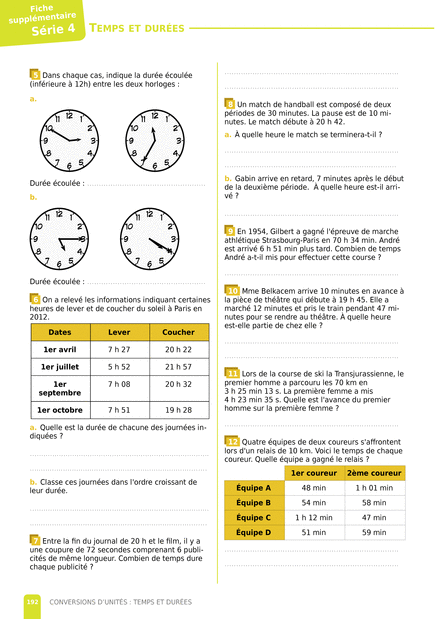 Fiche
supplémentaire
Série 4
TEMPS ET DURÉES
5 Dans chaque cas, indique la durée écoulée
(inférieure à 12h) entre les deux horloges :
a.
12
1
2
3
4
5
6
7
8
9
10
11
12
1
2
3
4
5
6
7
8
9
10
11
Durée écoulée : ......................................................
b.
12
1
2
3
4
5
6
7
8
9
10
11
12
1
2
3
4
5
6
7
8
9
10
11
Durée écoulée : ......................................................
6 On a relevé les informations indiquant certaines
heures de lever et de coucher du soleil à Paris en
2012.
Dates Lever Coucher
1er avril 7 h 27 20 h 22
1er juillet 5 h 52 21 h 57
1er
septembre 7 h 08 20 h 32
1er octobre 7 h 51 19 h 28
a. Quelle est la durée de chacune des journées in-
diquées ?
b. Classe ces journées dans l'ordre croissant de
leur durée.
7 Entre la fin du journal de 20 h et le film, il y a
une coupure de 72 secondes comprenant 6 publi-
cités de même longueur. Combien de temps dure
chaque publicité ?
8 Un match de handball est composé de deux
périodes de 30 minutes. La pause est de 10 mi-
nutes. Le match débute à 20 h 42.
a. À quelle heure le match se terminera-t-il ?
b. Gabin arrive en retard, 7 minutes après le début
de la deuxième période. À quelle heure est-il arri-
vé ?
9 En 1954, Gilbert a gagné l'épreuve de marche
athlétique Strasbourg-Paris en 70 h 34 min. André
est arrivé 6 h 51 min plus tard. Combien de temps
André a-t-il mis pour effectuer cette course ?
10 Mme Belkacem arrive 10 minutes en avance à
la pièce de théâtre qui débute à 19 h 45. Elle a
marché 12 minutes et pris le train pendant 47 mi-
nutes pour se rendre au théâtre. À quelle heure
est-elle partie de chez elle ?
11 Lors de la course de ski la Transjurassienne, le
premier homme a parcouru les 70 km en
3 h 25 min 13 s. La première femme a mis
4 h 23 min 35 s. Quelle est l'avance du premier
homme sur la première femme ?
12 Quatre équipes de deux coureurs s'affrontent
lors d'un relais de 10 km. Voici le temps de chaque
coureur. Quelle équipe a gagné le relais ?
1er coureur 2ème coureur
Équipe A 48 min 1 h 01 min
Équipe B 54 min 58 min
Équipe C 1 h 12 min 47 min
Équipe D 51 min 59 min
192 CONVERSIONS D'UNITÉS : TEMPS ET DURÉES